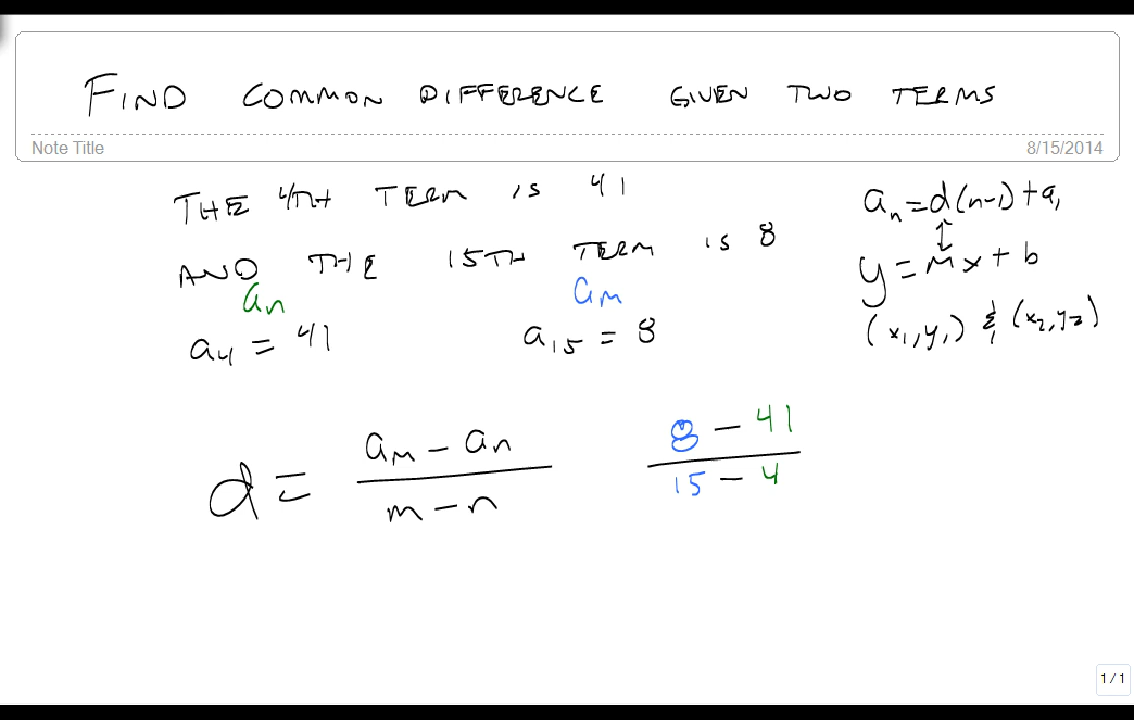 FIND COMMON DIFFERENCE GIVEN TWO TERMS
Note Title
8/15/2014
THE 4TH TERM IS 41
AND THE 15TH TERM IS 8
aₙ
aₘ
a₄ = 41
a₁₅ = 8
aₙ = d(n-1) + a₁
↕
y = mx + b
(x₁, y₁) & (x₂, y₂)
d = (aₘ - aₙ) / (m - n)
(8 - 41) / (15 - 4)
1/1